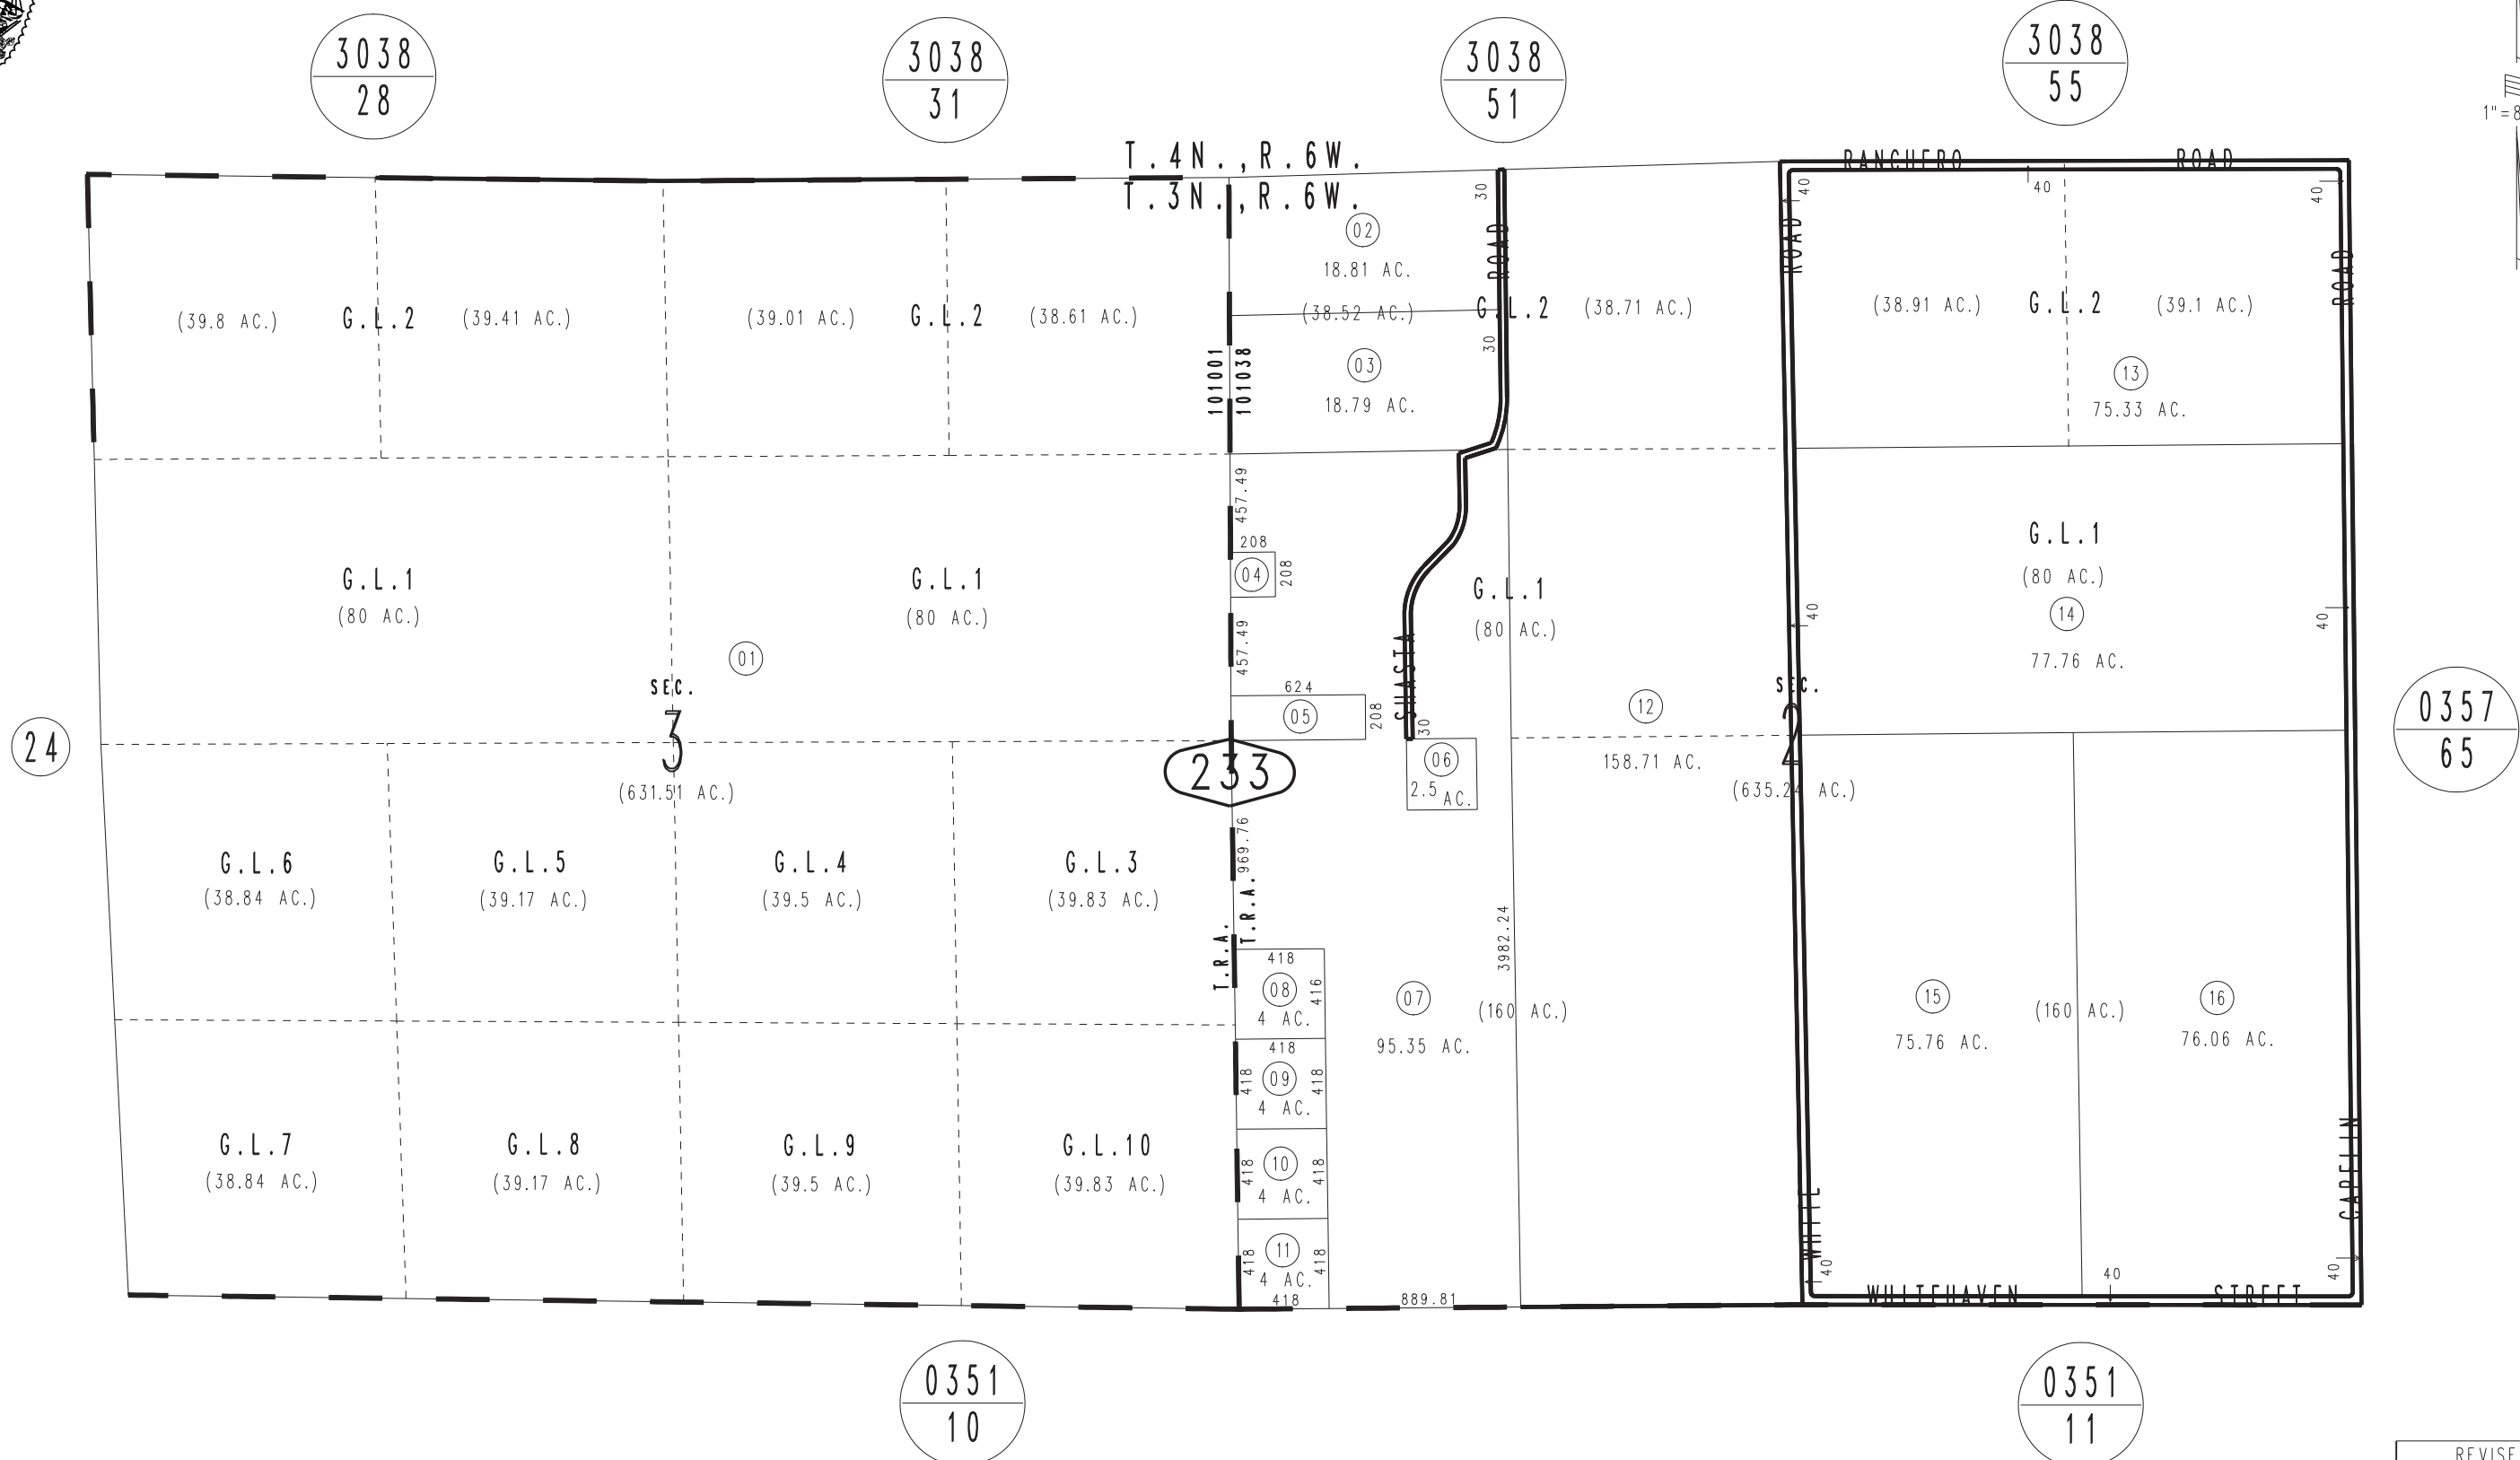 3038
28
3038
31
3038
51
3038
55
1"=8
T.4N.,R.6W.
T.3N.,R.6W.
RANCHERO ROAD
40
40
40
30
ROAD
ROAD
ROAD
02
18.81 AC.
(38.52 AC.)
30
03
18.79 AC.
(39.8 AC.)
G.L.2
(39.41 AC.)
(39.01 AC.)
G.L.2
(38.61 AC.)
G.L.2
(38.71 AC.)
(38.91 AC.)
G.L.2
(39.1 AC.)
13
75.33 AC.
101001
101038
457.49
208
04
208
457.49
G.L.1
(80 AC.)
G.L.1
(80 AC.)
G.L.1
(80 AC.)
G.L.1
(80 AC.)
14
77.76 AC.
40
40
01
SEC.
3
(631.51 AC.)
624
05
208
SHASTA
30
06
2.5 AC.
12
158.71 AC.
SEC.
2
(635.24 AC.)
24
233
0357
65
969.76
T.R.A.
T.R.A.
G.L.6
(38.84 AC.)
G.L.5
(39.17 AC.)
G.L.4
(39.5 AC.)
G.L.3
(39.83 AC.)
418
08
416
4 AC.
418
418
09
418
4 AC.
418
10
418
4 AC.
418
11
418
4 AC.
418
07
95.35 AC.
3982.24
(160 AC.)
15
75.76 AC.
(160 AC.)
16
76.06 AC.
G.L.7
(38.84 AC.)
G.L.8
(39.17 AC.)
G.L.9
(39.5 AC.)
G.L.10
(39.83 AC.)
889.81
40
WHITEHAVEN STREET
40
40
0351
10
0351
11
REVISE